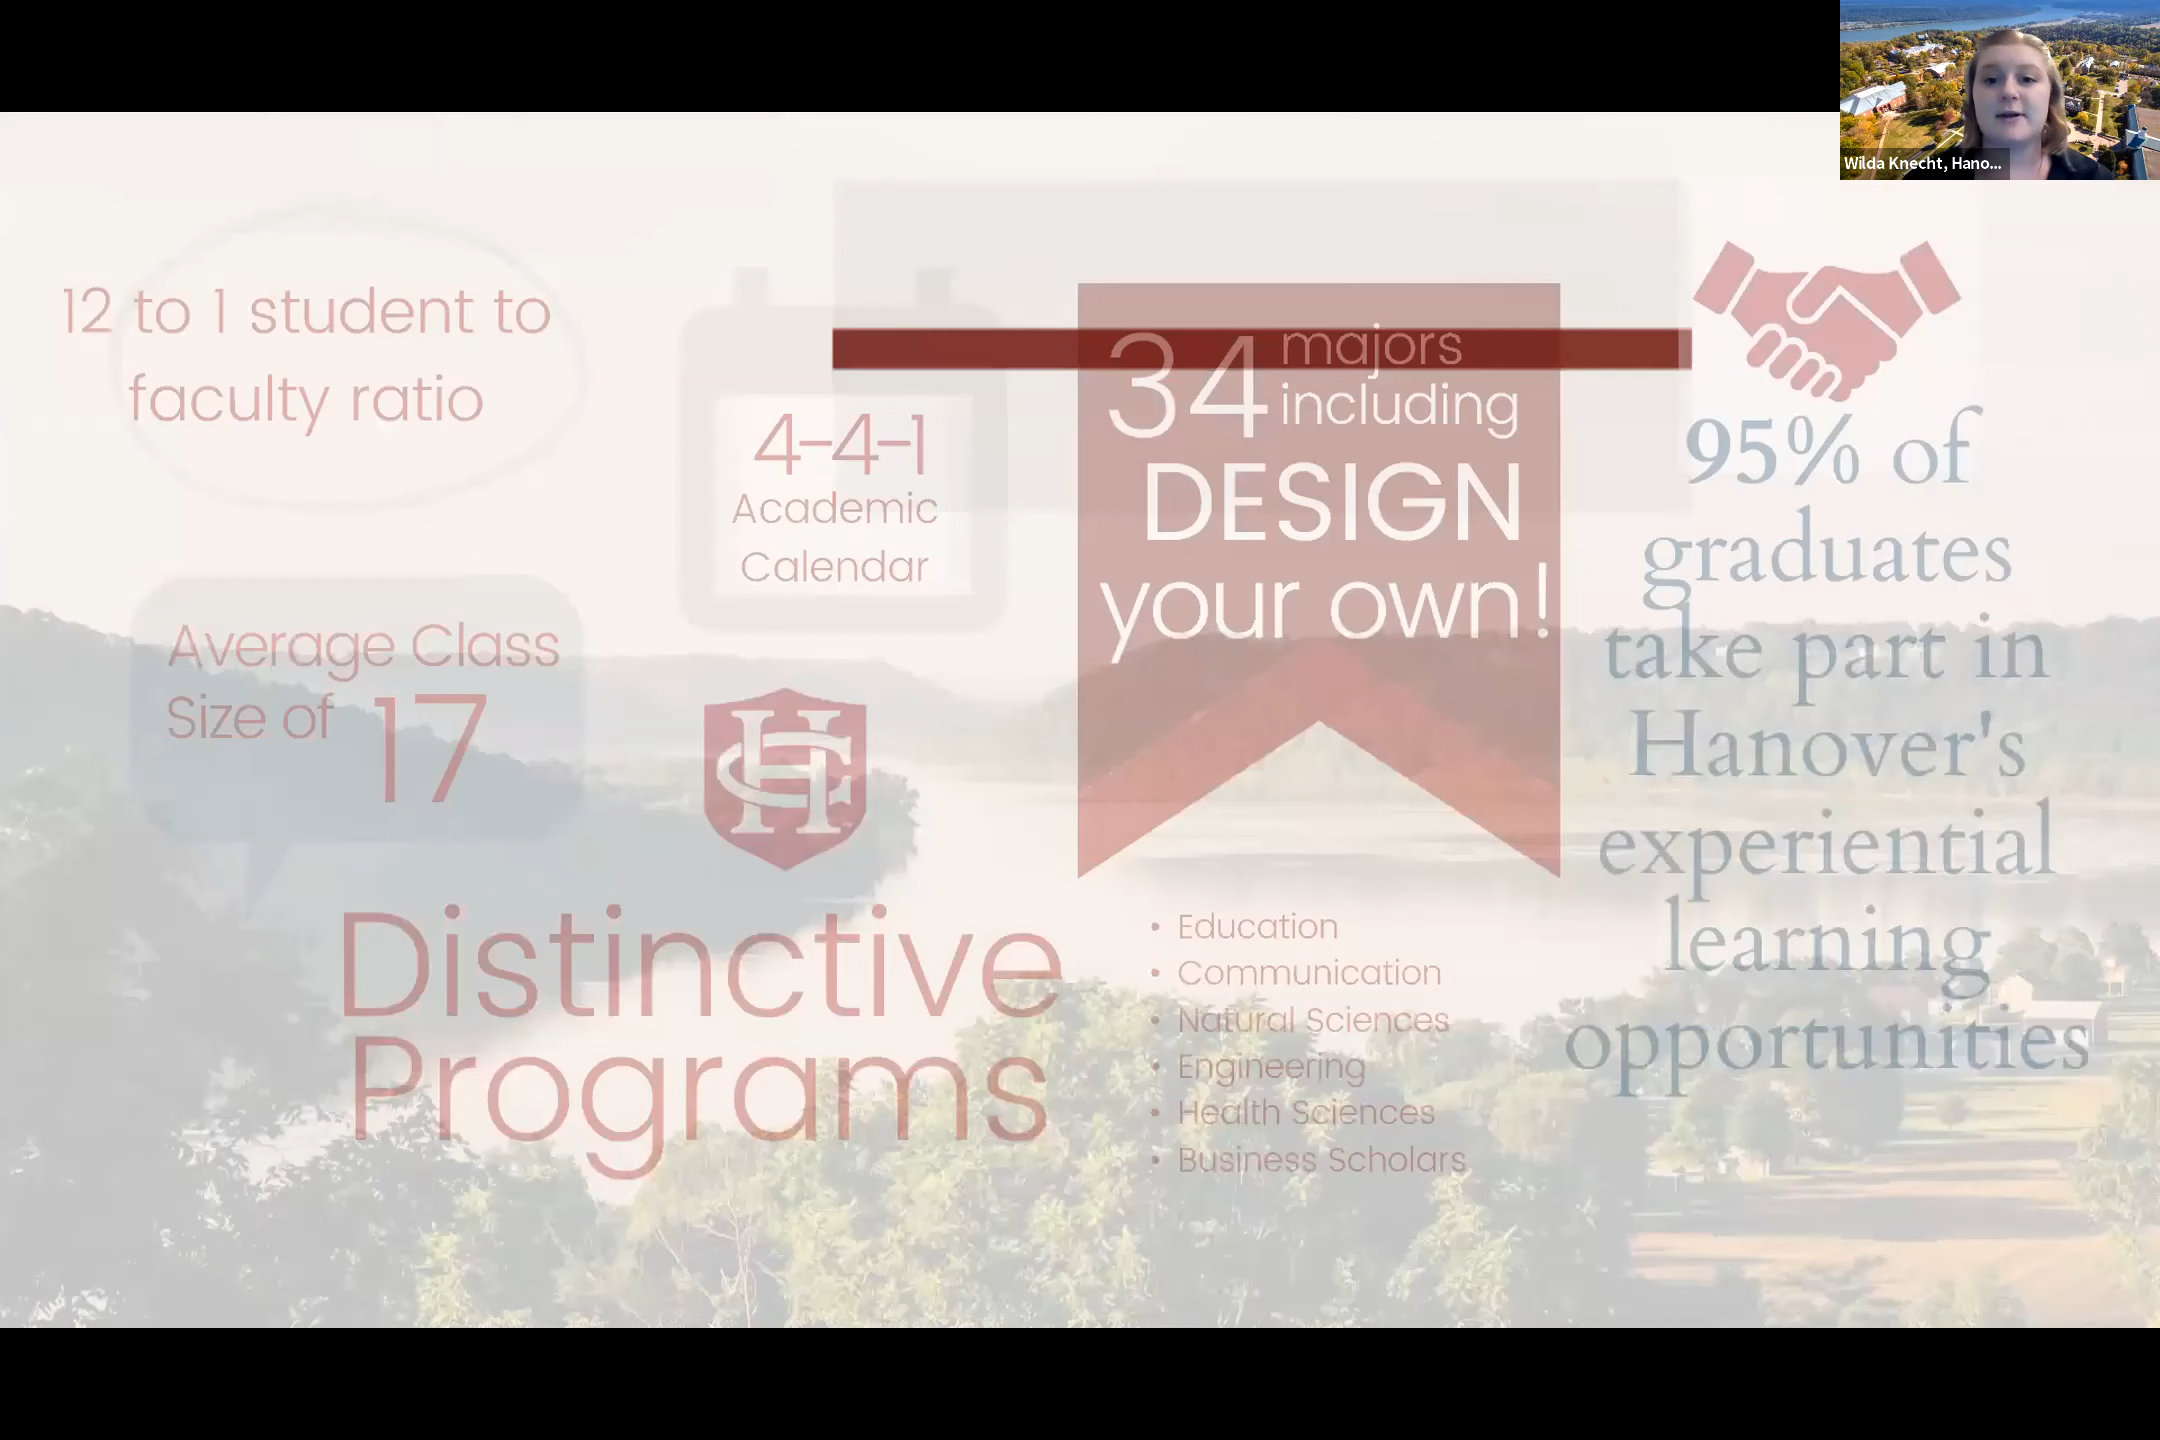 Wilda Knecht, Hano...
12 to 1 student to
faculty ratio
4-4-1
Academic
Calendar
34 majors
including
DESIGN
your own!
95% of
graduates
take part in
Hanover's
experiential
learning
opportunities
Average Class
Size of 17
HC
Distinctive
Programs
• Education
• Communication
• Natural Sciences
• Engineering
• Health Sciences
• Business Scholars